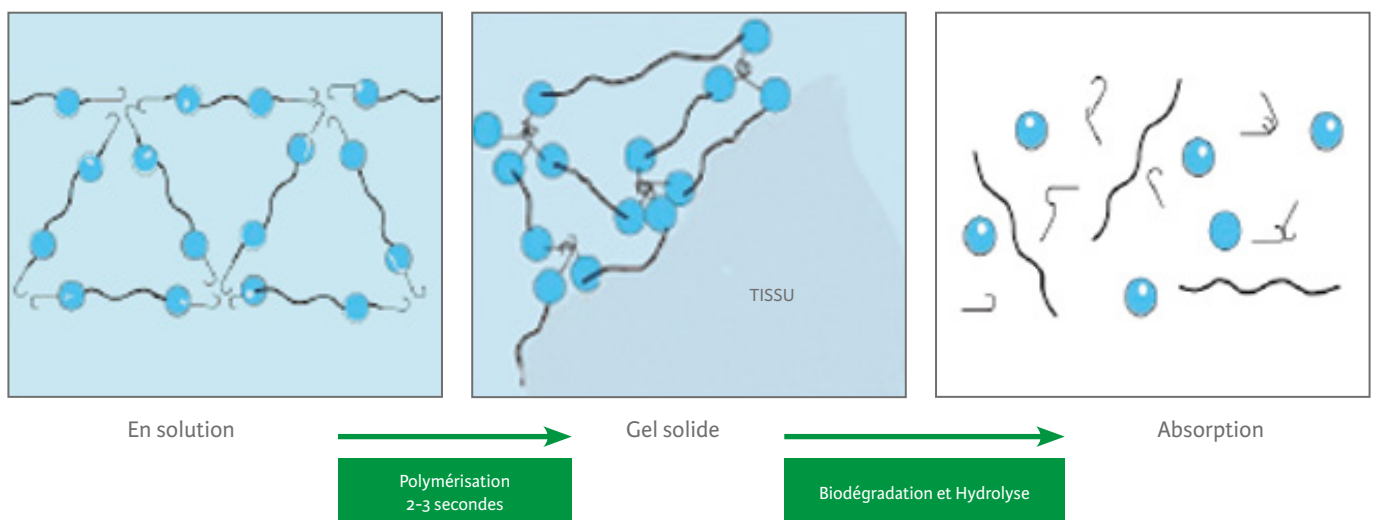 TISSU
En solution
Gel solide
Absorption
Polymérisation
2-3 secondes
Biodégradation et Hydrolyse